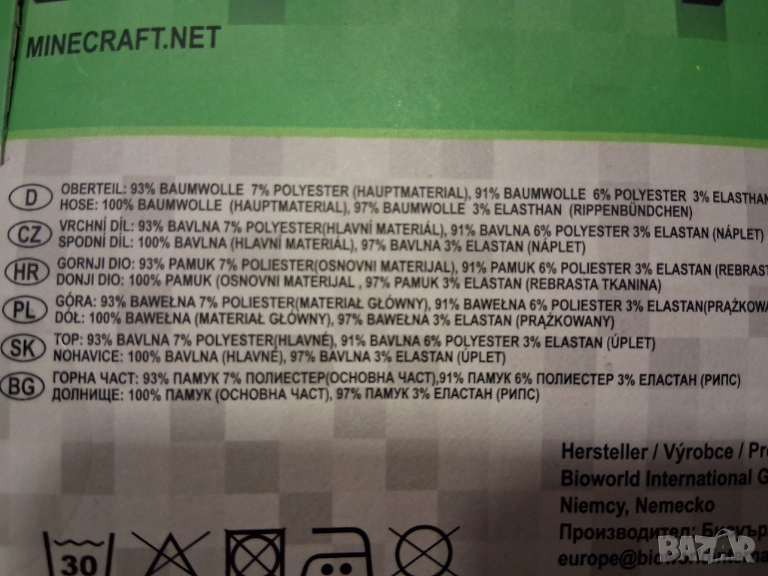 MINECRAFT.NET
D OBERTEIL: 93% BAUMWOLLE 7% POLYESTER (HAUPTMATERIAL), 91% BAUMWOLLE 6% POLYESTER 3% ELASTHAN
HOSE: 100% BAUMWOLLE (HAUPTMATERIAL), 97% BAUMWOLLE 3% ELASTHAN (RIPPENBÜNDCHEN)
CZ VRCHNÍ DÍL: 93% BAVLNA 7% POLYESTER(HLAVNÍ MATERIÁL), 91% BAVLNA 6% POLYESTER 3% ELASTAN (NÁPLET)
SPODNÍ DÍL: 100% BAVLNA (HLAVNÍ MATERIÁL), 97% BAVLNA 3% ELASTAN (NÁPLET)
HR GORNJI DIO: 93% PAMUK 7% POLIESTER(OSNOVNI MATERIJAL), 91% PAMUK 6% POLIESTER 3% ELASTAN (REBRAST
DONJI DIO: 100% PAMUK (OSNOVNI MATERIJAL , 97% PAMUK 3% ELASTAN (REBRASTA TKANINA)
PL GÓRA: 93% BAWEŁNA 7% POLIESTER(MATERIAŁ GŁÓWNY), 91% BAWEŁNA 6% POLIESTER 3% ELASTAN(PRĄŻKOWA
DÓŁ: 100% BAWEŁNA (MATERIAŁ GŁÓWNY), 97% BAWEŁNA 3% ELASTAN (PRĄŻKOWANY)
SK TOP: 93% BAVLNA 7% POLYESTER(HLAVNÉ), 91% BAVLNA 6% POLYESTER 3% ELASTAN (ÚPLET)
NOHAVICE: 100% BAVLNA (HLAVNÉ), 97% BAVLNA 3% ELASTAN (ÚPLET)
BG ГОРНА ЧАСТ: 93% ПАМУК 7% ПОЛИЕСТЕР(ОСНОВНА ЧАСТ),91% ПАМУК 6% ПОЛИЕСТЕР 3% ЕЛАСТАН (РИПС)
ДОЛНИЩЕ: 100% ПАМУК (ОСНОВНА ЧАСТ), 97% ПАМУК 3% ЕЛАСТАН (РИПС)
Hersteller / Výrobce / Pro
Bioworld International G
Niemcy, Nemecko
Производител: Биоуър
europe@biowo
30
BAZAR